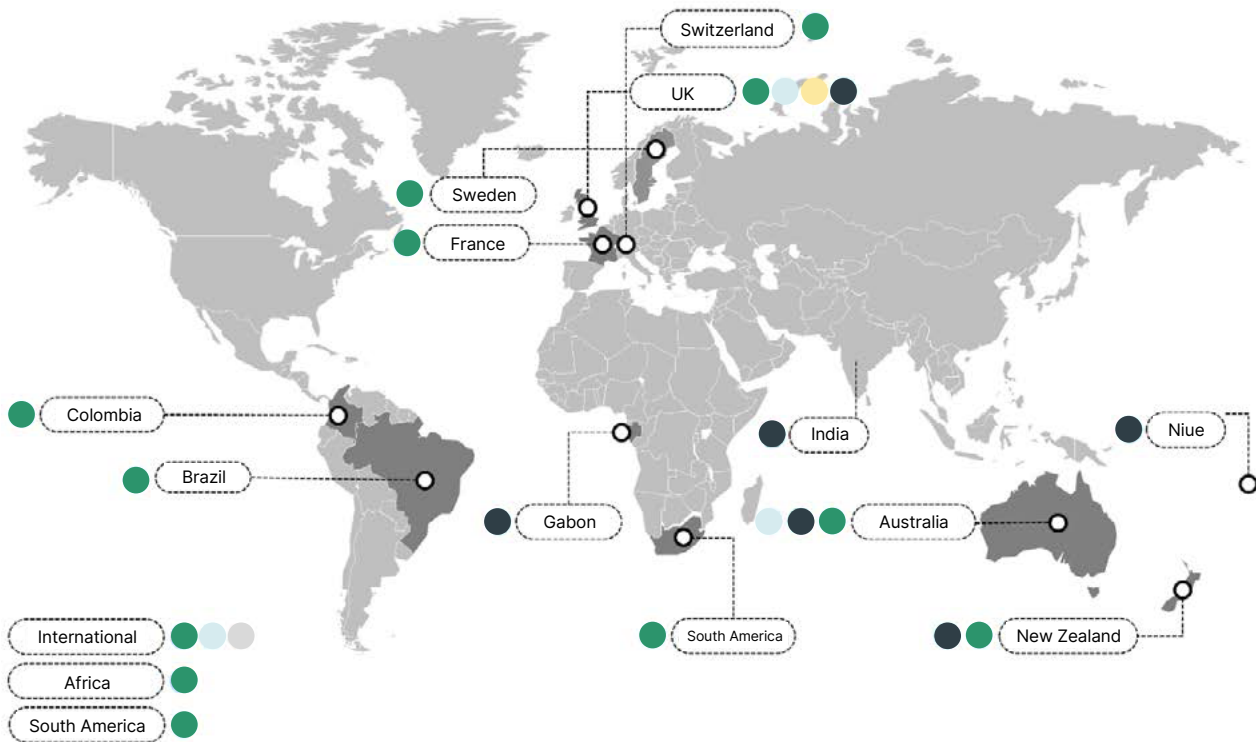 Switzerland
UK
Sweden
France
Colombia
India
Niue
Brazil
Gabon
Australia
International
South America
New Zealand
Africa
South America